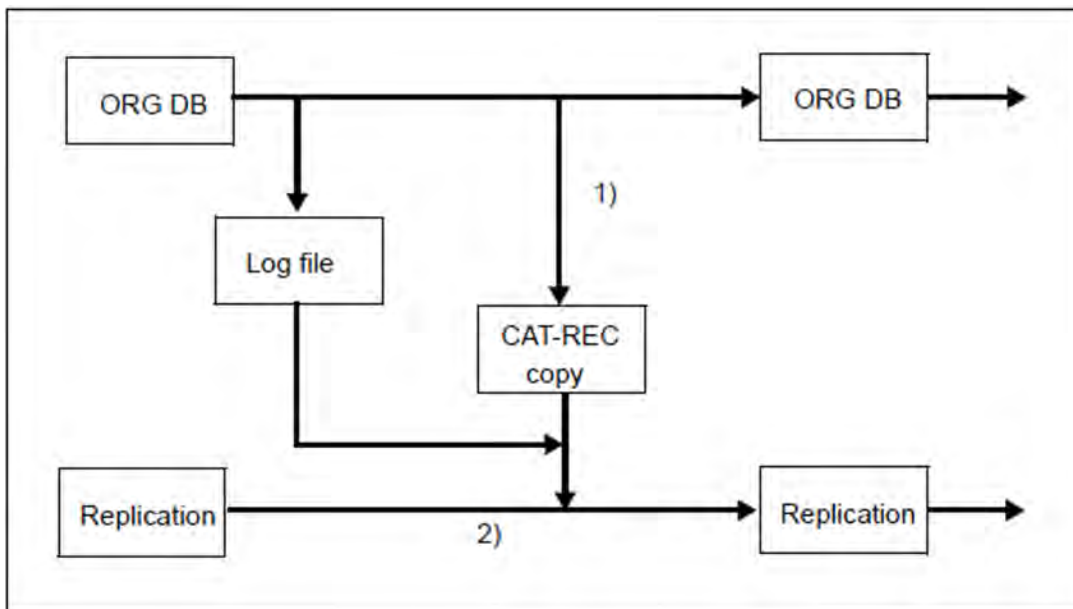 ORG DB
ORG DB
1)
Log file
CAT-REC
copy
Replication
2)
Replication